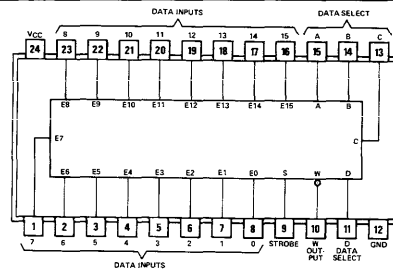 DATA INPUTS DATA SELECT
VCC 8 9 10 11 12 13 14 15 A B C
24 23 22 21 20 19 18 17 16 15 14 13
E8 E9 E10 E11 E12 E13 E14 E15 A B
E7 C
E6 E5 E4 E3 E2 E1 E0 S W D
1 2 3 4 5 6 7 8 9 10 11 12
7 6 5 4 3 2 1 0 STROBE W D GND
OUT- DATA
PUT SELECT
DATA INPUTS